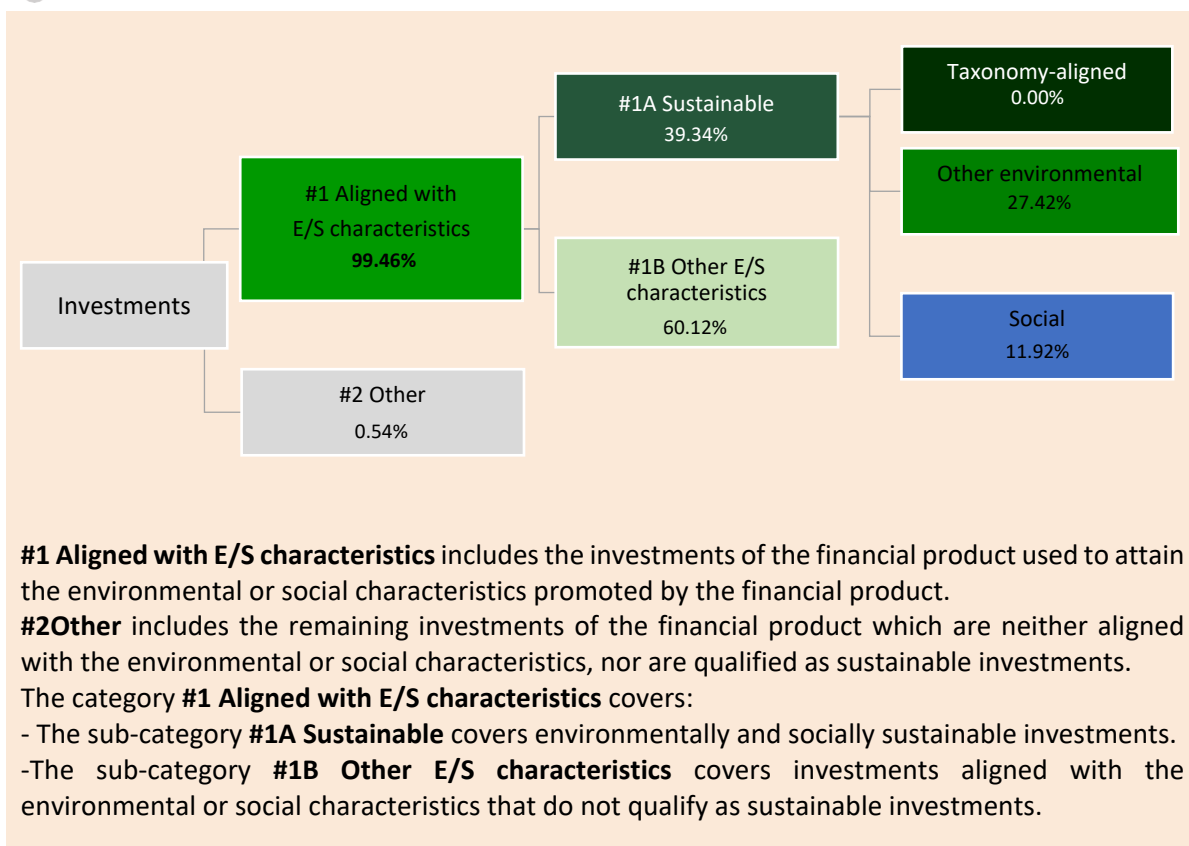 Investments
#1 Aligned with
E/S characteristics
99.46%
#2 Other
0.54%
#1A Sustainable
39.34%
#1B Other E/S
characteristics
60.12%
Taxonomy-aligned
0.00%
Other environmental
27.42%
Social
11.92%
#1 Aligned with E/S characteristics includes the investments of the financial product used to attain
the environmental or social characteristics promoted by the financial product.
#2Other includes the remaining investments of the financial product which are neither aligned
with the environmental or social characteristics, nor are qualified as sustainable investments.
The category #1 Aligned with E/S characteristics covers:
- The sub-category #1A Sustainable covers environmentally and socially sustainable investments.
-The sub-category #1B Other E/S characteristics covers investments aligned with the
environmental or social characteristics that do not qualify as sustainable investments.